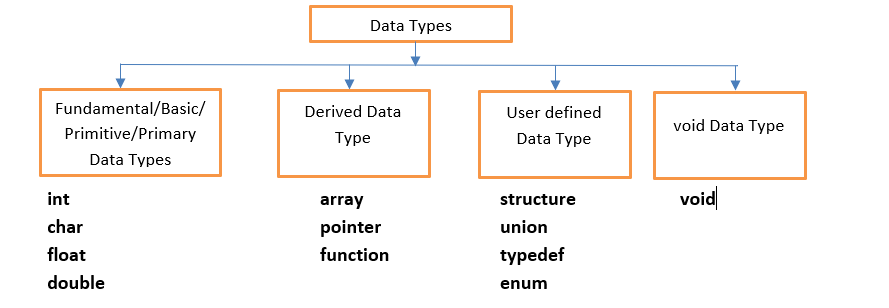 Data Types
Fundamental/Basic/
Primitive/Primary
Data Types
Derived Data
Type
User defined
Data Type
void Data Type
int
char
float
double
array
pointer
function
structure
union
typedef
enum
void